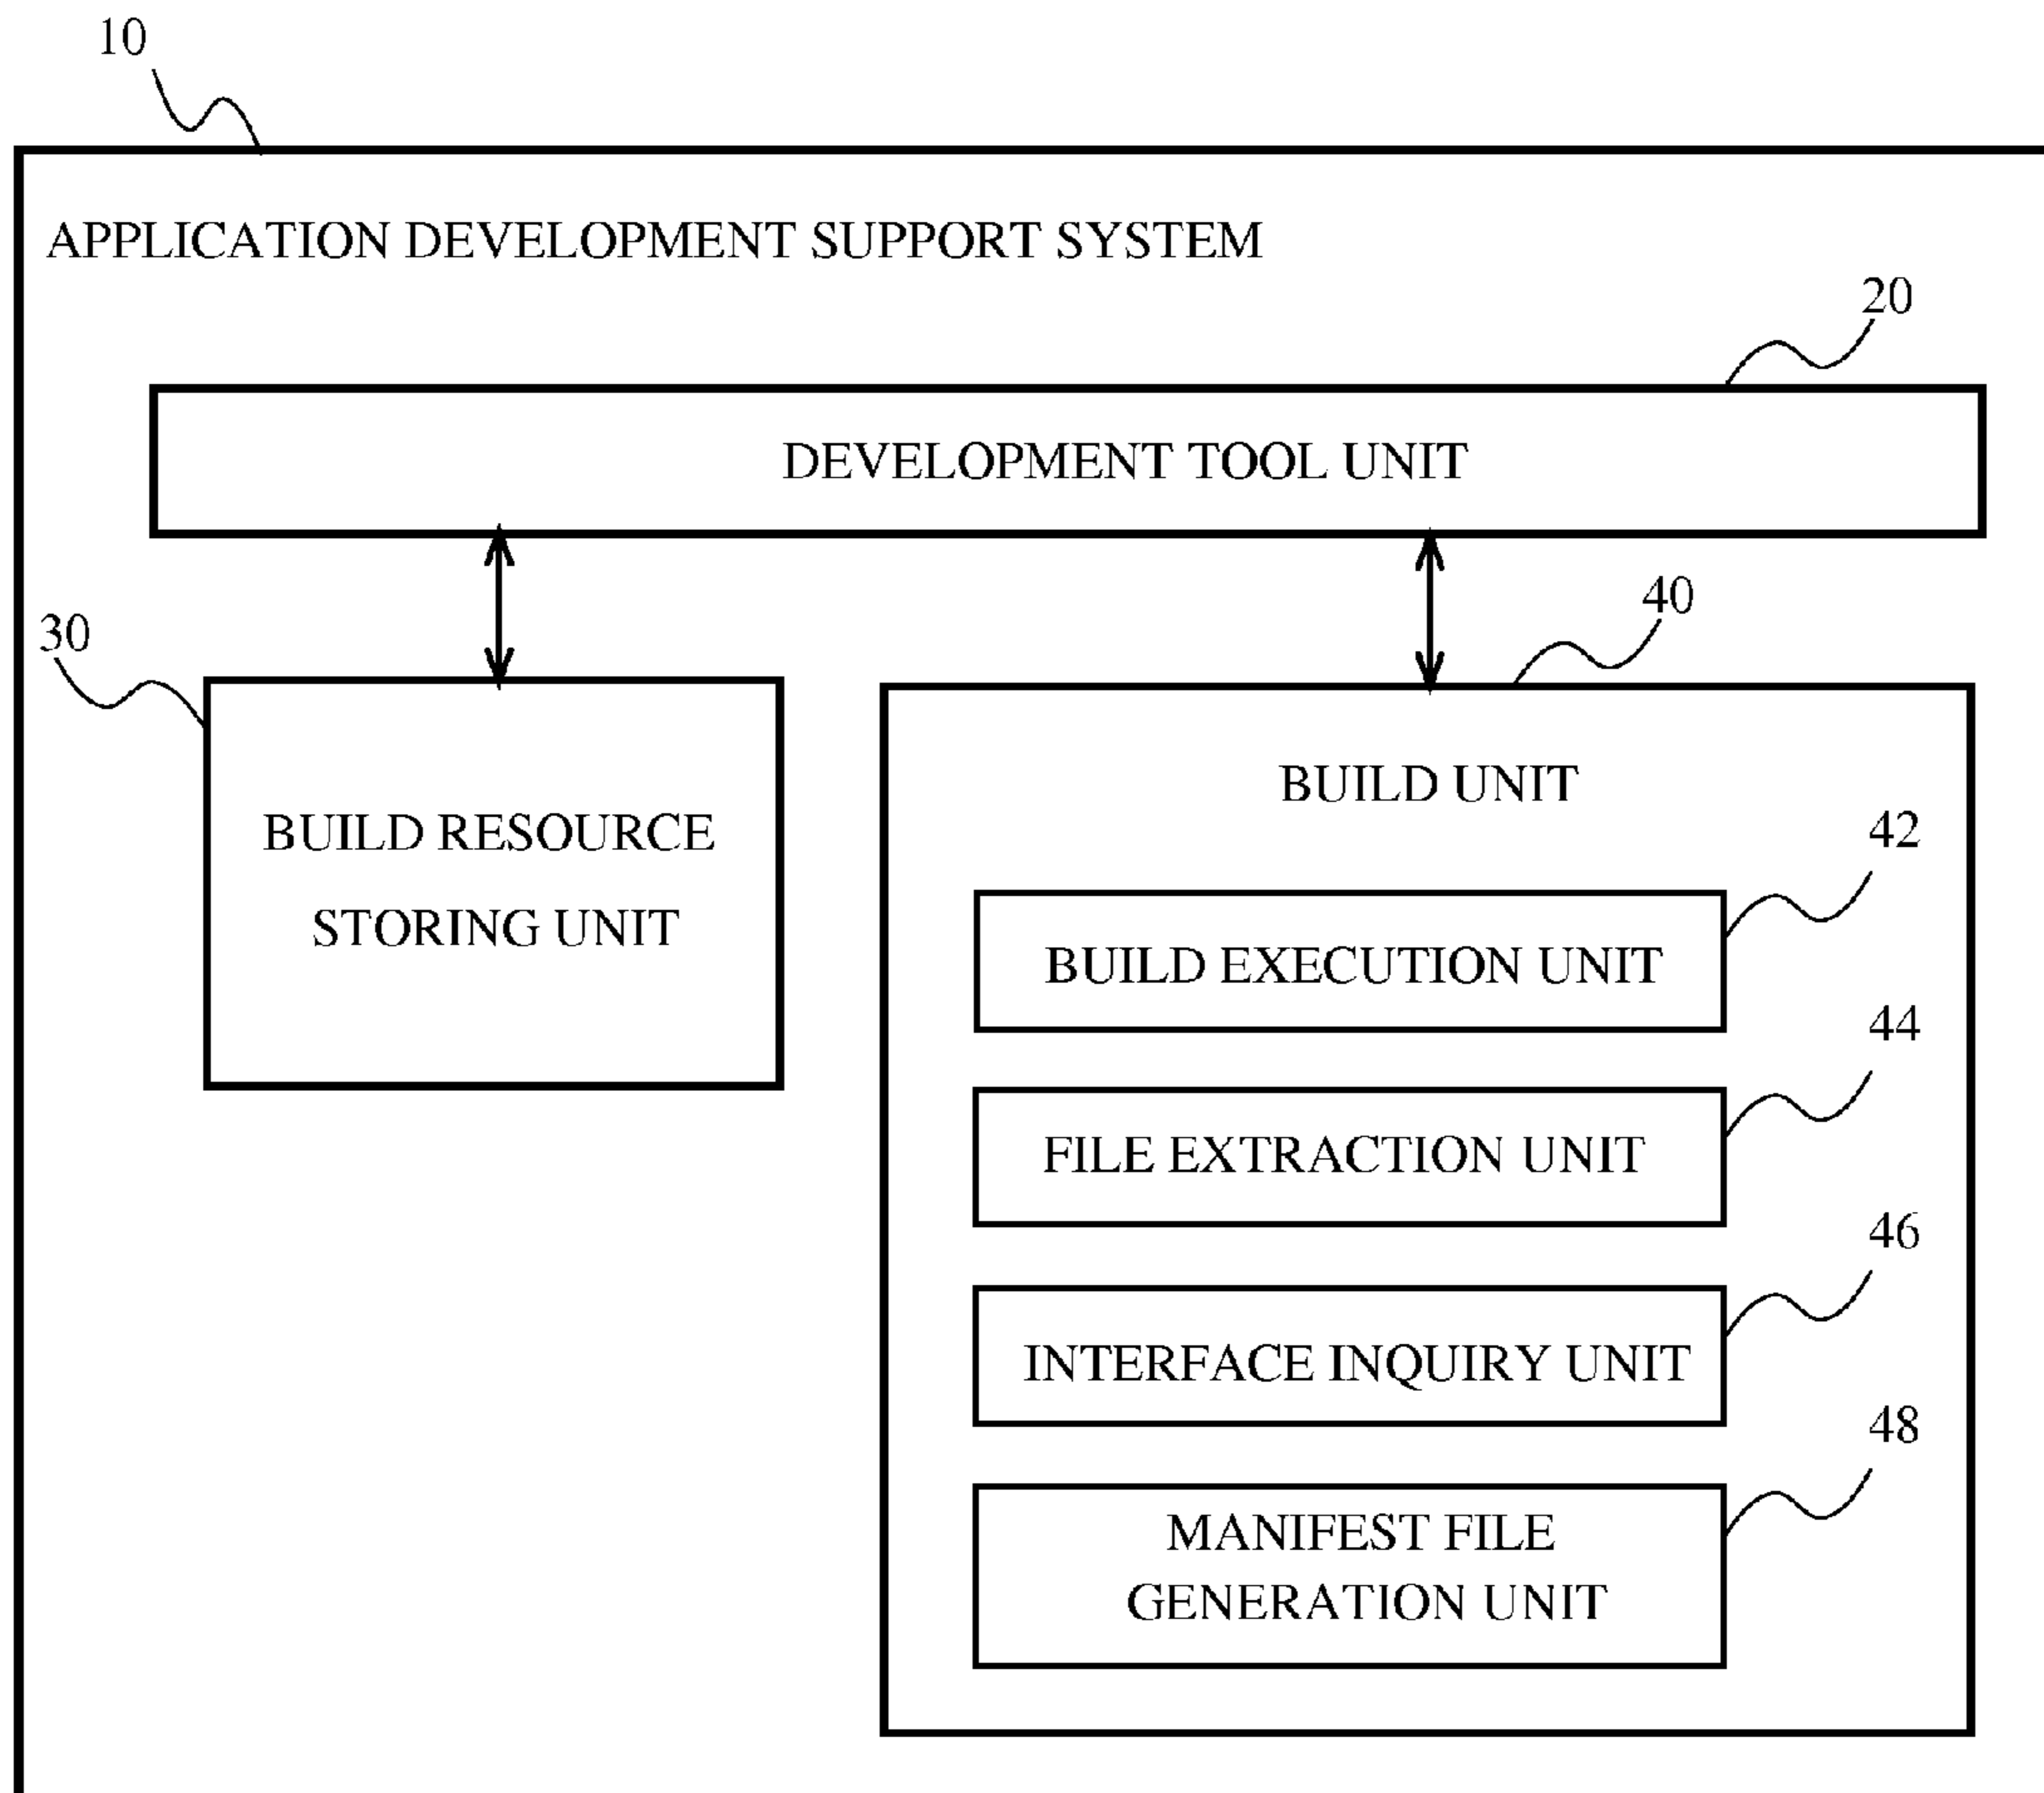 10
APPLICATION DEVELOPMENT SUPPORT SYSTEM
20
DEVELOPMENT TOOL UNIT
30
BUILD RESOURCE
STORING UNIT
40
BUILD UNIT
42
BUILD EXECUTION UNIT
44
FILE EXTRACTION UNIT
46
INTERFACE INQUIRY UNIT
48
MANIFEST FILE
GENERATION UNIT